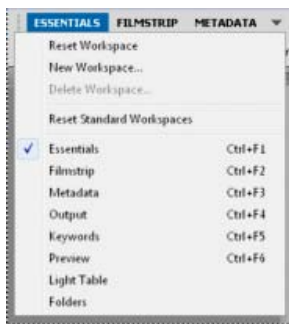 ESSENTIALS FILMSTRIP METADATA
Reset Workspace
New Workspace...
Delete Workspace...
Reset Standard Workspaces
✓ Essentials Ctrl+F1
Filmstrip Ctrl+F2
Metadata Ctrl+F3
Output Ctrl+F4
Keywords Ctrl+F5
Preview Ctrl+F6
Light Table
Folders